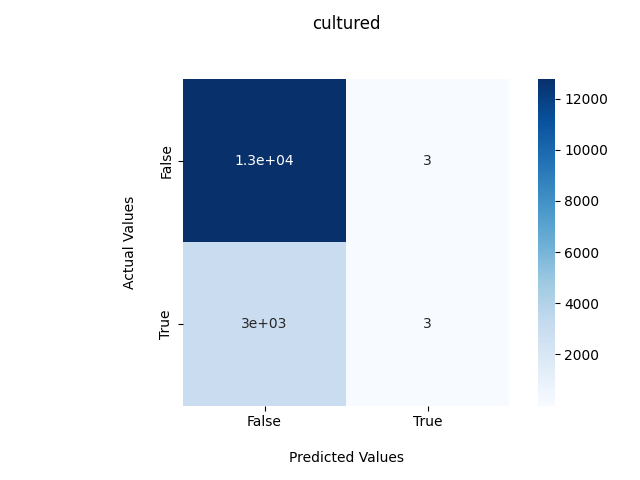 cultured
Actual Values
False
True
1.3e+04
3
3e+03
3
False
True
Predicted Values
12000
10000
8000
6000
4000
2000